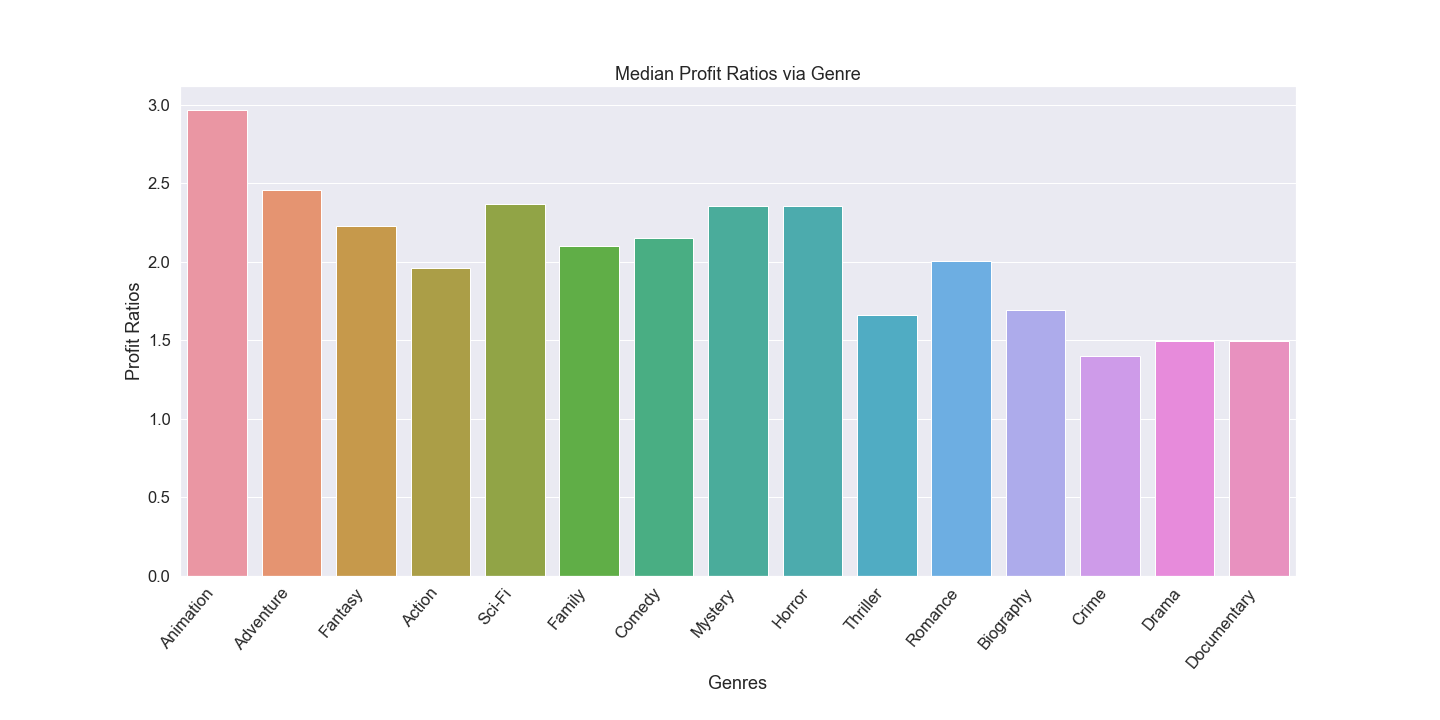 Median Profit Ratios via Genre
3.0
2.5
2.0
1.5
1.0
0.5
0.0
Profit Ratios
Animation
Adventure
Fantasy
Action
Sci-Fi
Family
Comedy
Mystery
Horror
Thriller
Romance
Biography
Crime
Drama
Documentary
Genres